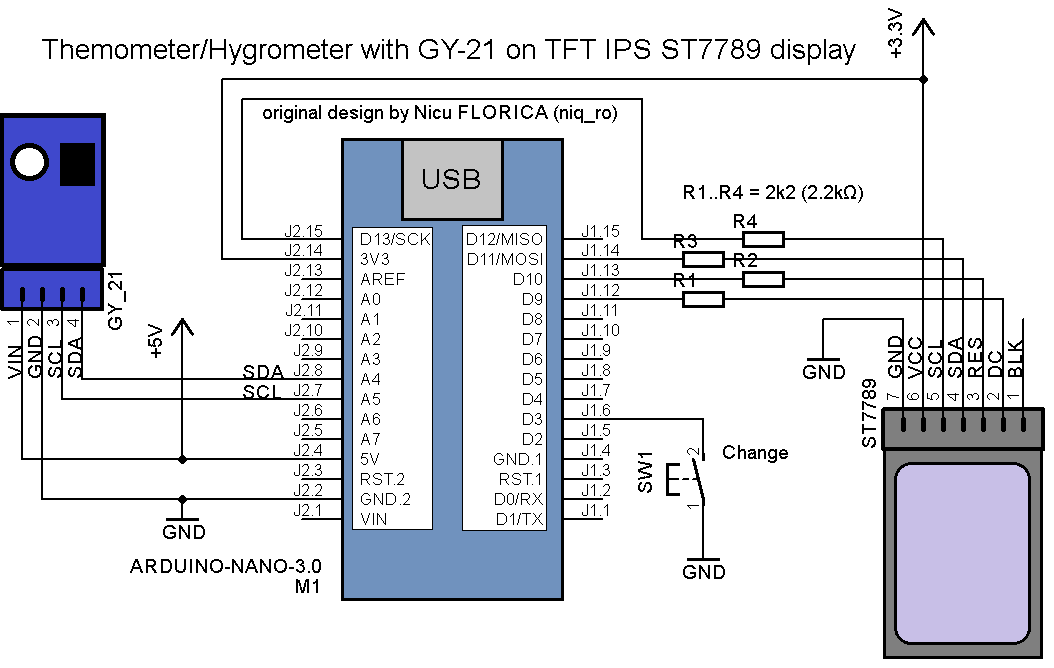 Themometer/Hygrometer with GY-21 on TFT IPS ST7789 display
+3.3V
original design by Nicu FLORICA (niq_ro)
USB
R1..R4 = 2k2 (2.2kΩ)
R4
R3
R2
R1
GY_21
VIN 1
GND 2
SCL 3
SDA 4
+5V
SDA
SCL
GND
J2.15 D13/SCK
J2.14 3V3
J2.13 AREF
J2.12 A0
J2.11 A1
J2.10 A2
J2.9 A3
J2.8 A4
J2.7 A5
J2.6 A6
J2.5 A7
J2.4 5V
J2.3 RST.2
J2.2 GND.2
J2.1 VIN
D12/MISO J1.15
D11/MOSI J1.14
D10 J1.13
D9 J1.12
D8 J1.11
D7 J1.10
D6 J1.9
D5 J1.8
D4 J1.7
D3 J1.6
D2 J1.5
GND.1 J1.4
RST.1 J1.3
D0/RX J1.2
D1/TX J1.1
ARDUINO-NANO-3.0
M1
SW1
2
1
Change
GND
GND
ST7789
7 GND
6 VCC
5 SCL
4 SDA
3 RES
2 DC
1 BLK